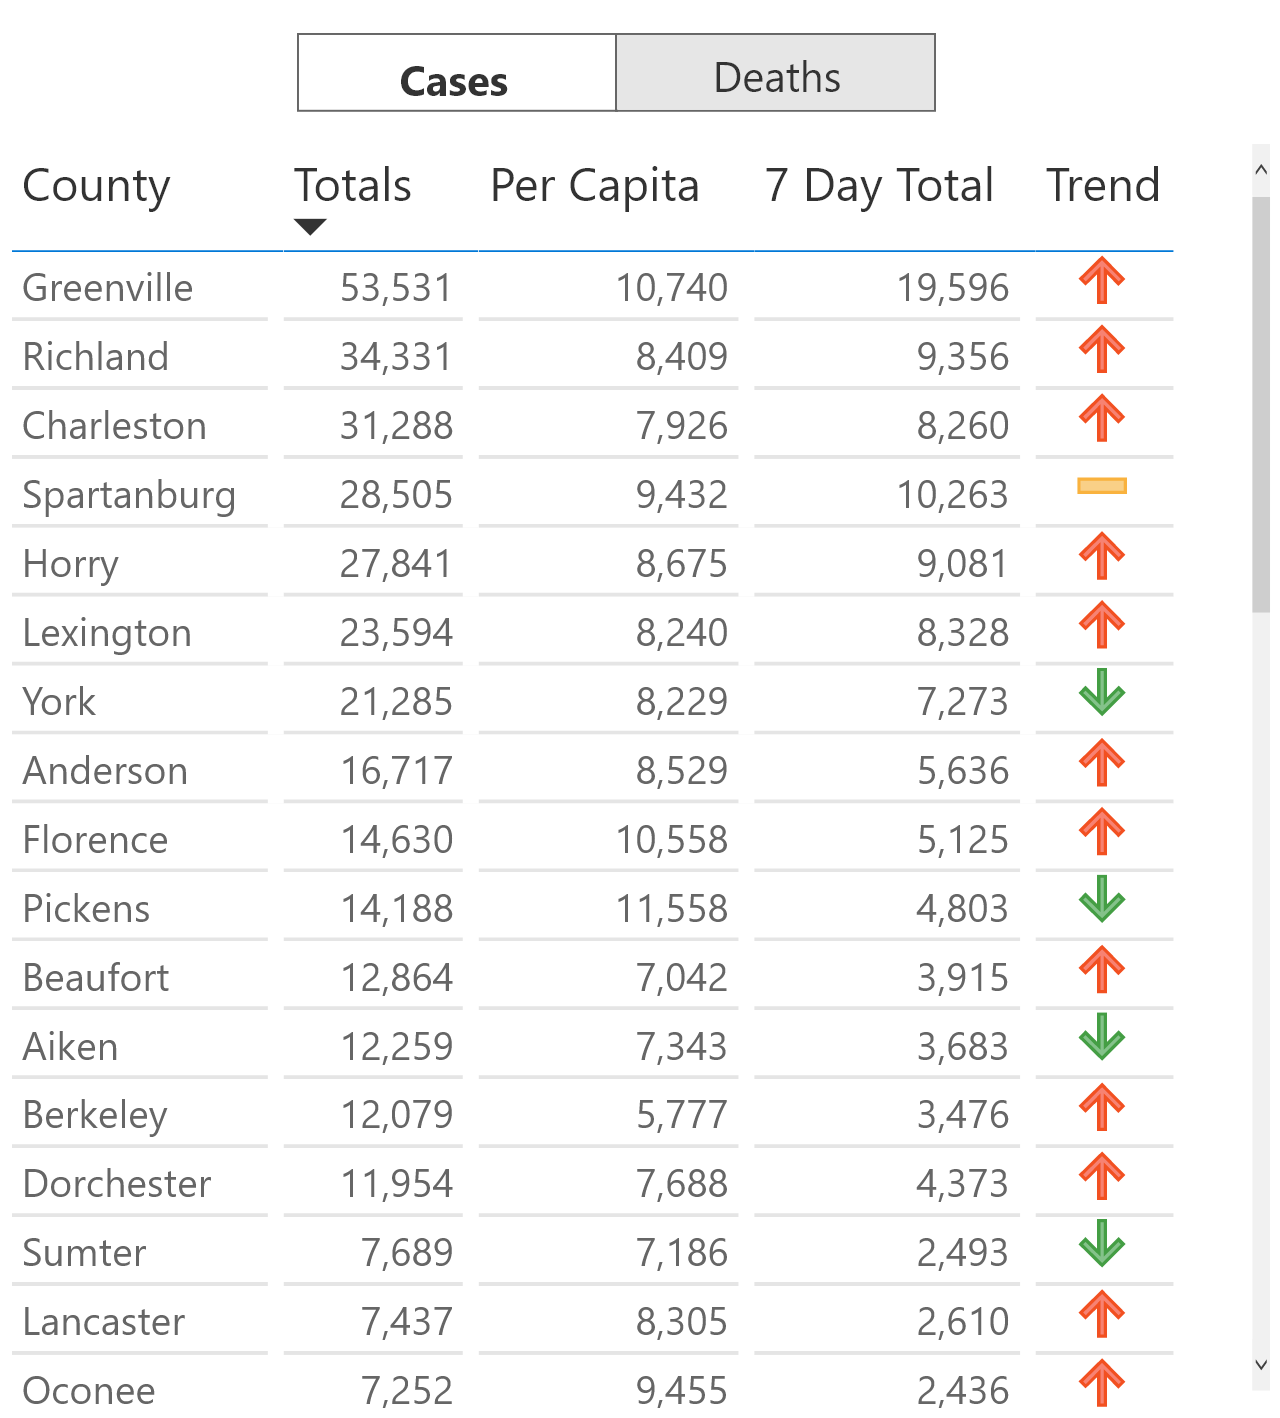 Cases Deaths
County Totals Per Capita 7 Day Total Trend
Greenville 53,531 10,740 19,596
Richland 34,331 8,409 9,356
Charleston 31,288 7,926 8,260
Spartanburg 28,505 9,432 10,263
Horry 27,841 8,675 9,081
Lexington 23,594 8,240 8,328
York 21,285 8,229 7,273
Anderson 16,717 8,529 5,636
Florence 14,630 10,558 5,125
Pickens 14,188 11,558 4,803
Beaufort 12,864 7,042 3,915
Aiken 12,259 7,343 3,683
Berkeley 12,079 5,777 3,476
Dorchester 11,954 7,688 4,373
Sumter 7,689 7,186 2,493
Lancaster 7,437 8,305 2,610
Oconee 7,252 9,455 2,436